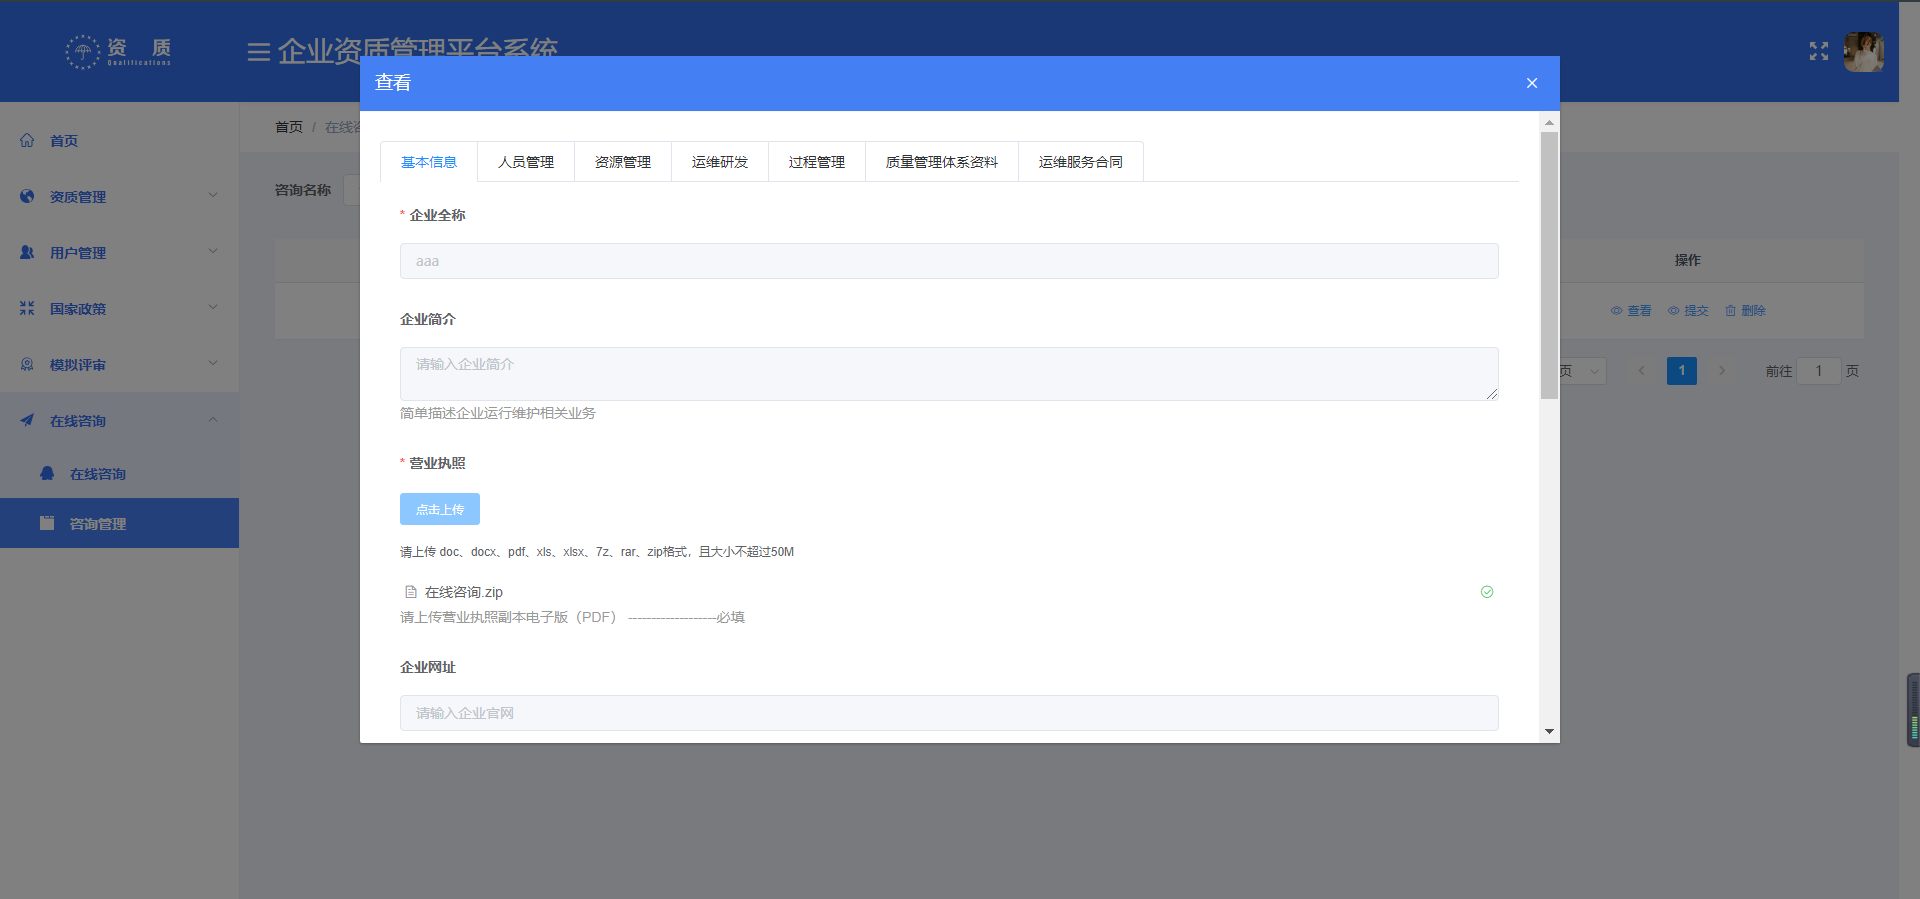 资 质
Qualifications
企业资质管理平台系统
查看
首页
资质管理
用户管理
国家政策
模拟评审
在线咨询
在线咨询
咨询管理
首页 / 在线咨
咨询名称
基本信息 人员管理 资源管理 运维研发 过程管理 质量管理体系资料 运维服务合同
* 企业全称
aaa
企业简介
请输入企业简介
简单描述企业运行维护相关业务
* 营业执照
点击上传
请上传 doc、docx、pdf、xls、xlsx、7z、rar、zip格式，且大小不超过50M
在线咨询.zip
请上传营业执照副本电子版（PDF） -------------------必填
企业网址
请输入企业官网
操作
查看 提交 删除
页 1 前往 1 页